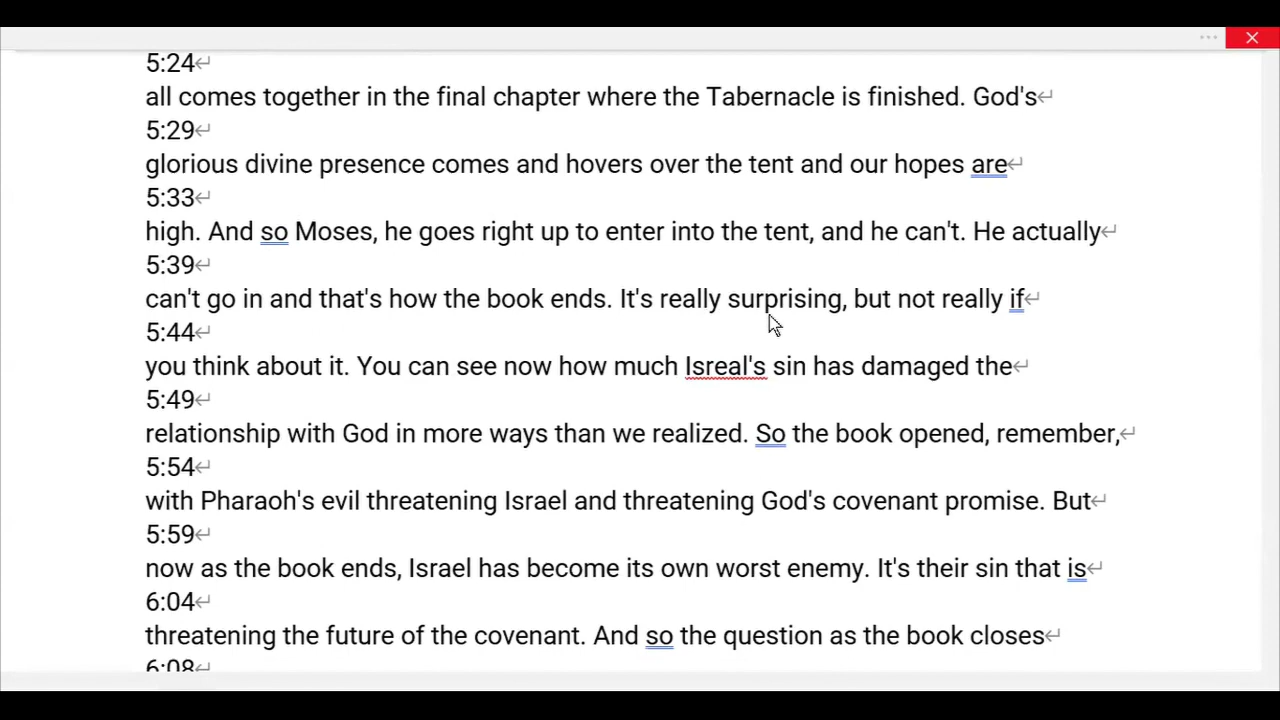 5:24
all comes together in the final chapter where the Tabernacle is finished. God's
5:29
glorious divine presence comes and hovers over the tent and our hopes are
5:33
high. And so Moses, he goes right up to enter into the tent, and he can't. He actually
5:39
can't go in and that's how the book ends. It's really surprising, but not really if
5:44
you think about it. You can see now how much Isreal's sin has damaged the
5:49
relationship with God in more ways than we realized. So the book opened, remember,
5:54
with Pharaoh's evil threatening Israel and threatening God's covenant promise. But
5:59
now as the book ends, Israel has become its own worst enemy. It's their sin that is
6:04
threatening the future of the covenant. And so the question as the book closes
6:08